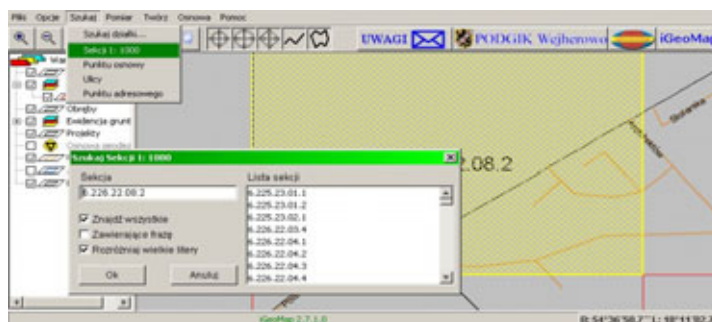 Pliki Opcje Szukaj Pomiar Twórz Osnowa Pomoc
Szukaj działki...
Sekcji 1: 1000
Punktu osnowy
Ulicy
Punktu adresowego
UWAGI
PODGIK Wejherowo
iGeoMap
Obręby
Ewidencja grunt
Projekty
Szukaj Sekcji 1: 1000
Sekcja
6.226.22.08.2
Znajdź wszystkie
Zawierające frazę
Rozróżniaj wielkie litery
Ok
Anuluj
Lista sekcji
6.225.23.01.1
6.225.23.01.2
6.225.23.02.1
6.226.22.03.4
6.226.22.04.1
6.226.22.04.2
6.226.22.04.3
6.226.22.04.4
2.08.2
iGeoMap 2.7.1.0